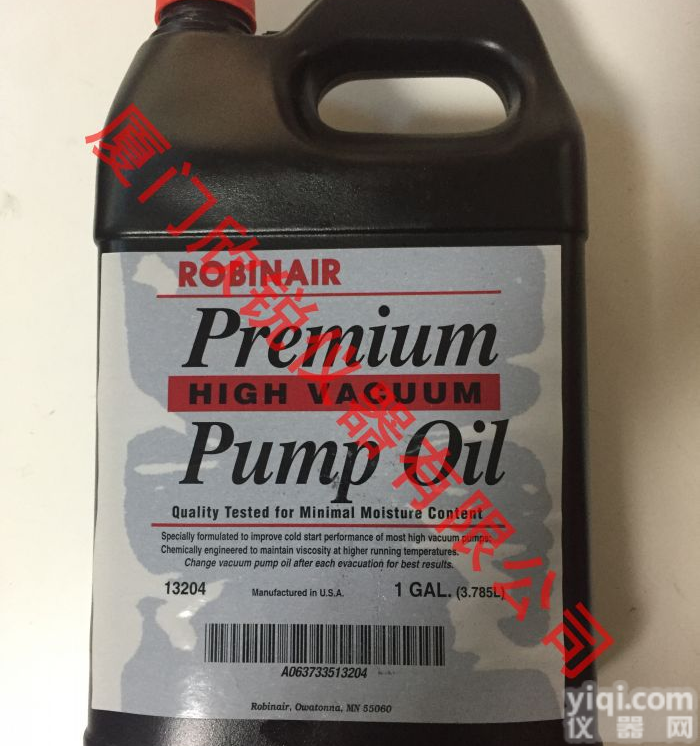 ROBINAIR
Premium
HIGH VACUUM
Pump Oil
Quality Tested for Minimal Moisture Content
Specially formulated to improve cold start performance of most high vacuum pumps.
Chemically engineered to maintain viscosity at higher running temperatures.
Change vacuum pump oil after each evacuation for best results.
13204 Manufactured in U.S.A. 1 GAL. (3.785L)
A063733513204
Robinair, Owatonna, MN 55060
厦门欣锐仪器有限公司
yiqi.com
仪器网